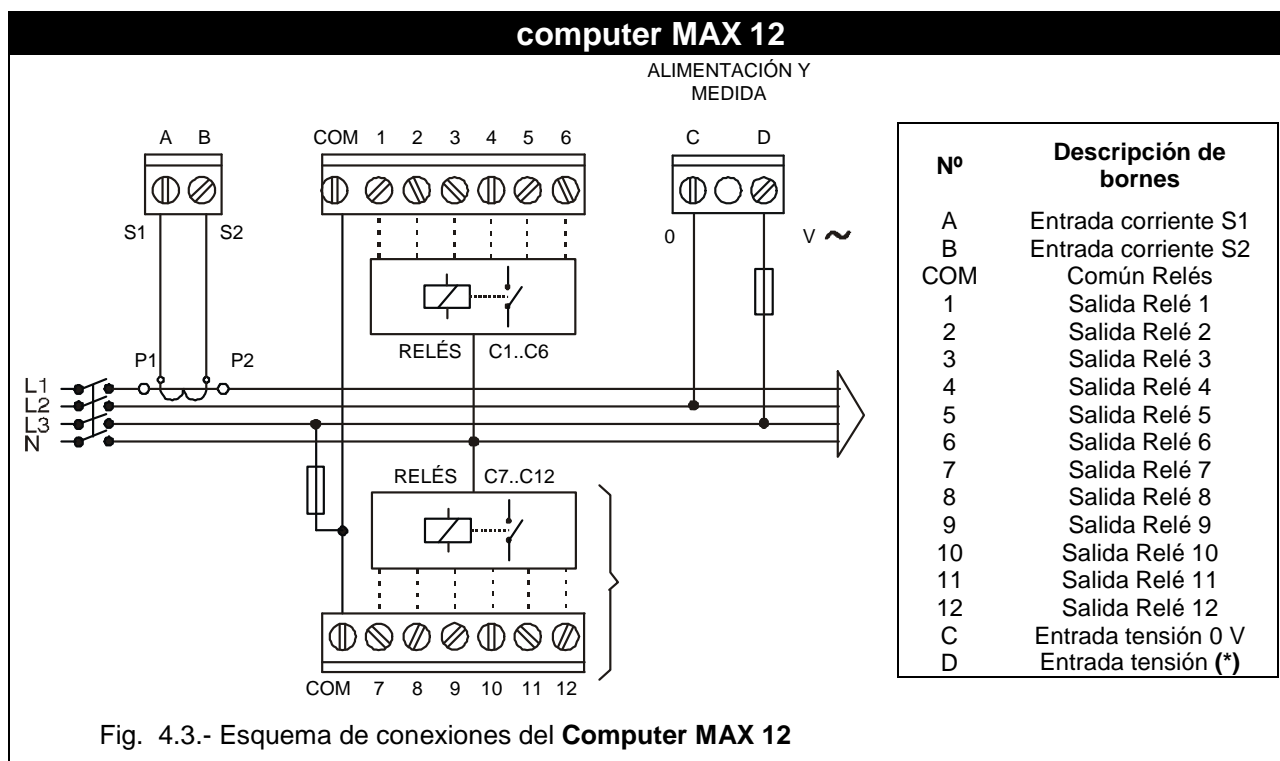 computer MAX 12
ALIMENTACIÓN Y
MEDIDA
A B
COM 1 2 3 4 5 6
C D
S1 S2
0 V ~
RELÉS C1..C6
P1 P2
L1
L2
L3
N
RELÉS C7..C12
COM 7 8 9 10 11 12
Nº Descripción de
bornes
A Entrada corriente S1
B Entrada corriente S2
COM Común Relés
1 Salida Relé 1
2 Salida Relé 2
3 Salida Relé 3
4 Salida Relé 4
5 Salida Relé 5
6 Salida Relé 6
7 Salida Relé 7
8 Salida Relé 8
9 Salida Relé 9
10 Salida Relé 10
11 Salida Relé 11
12 Salida Relé 12
C Entrada tensión 0 V
D Entrada tensión (*)
Fig. 4.3.- Esquema de conexiones del Computer MAX 12